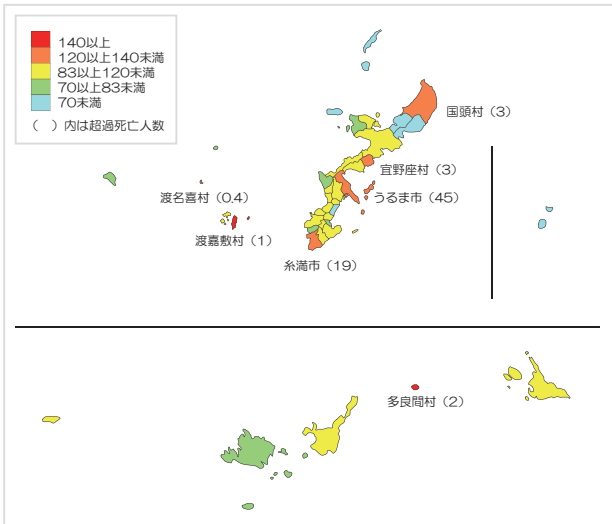 140以上
120以上140未満
83以上120未満
70以上83未満
70未満
( )内は超過死亡人数
国頭村(3)
宜野座村(3)
うるま市(45)
渡名喜村(0.4)
渡嘉敷村(1)
糸満市(19)
多良間村(2)